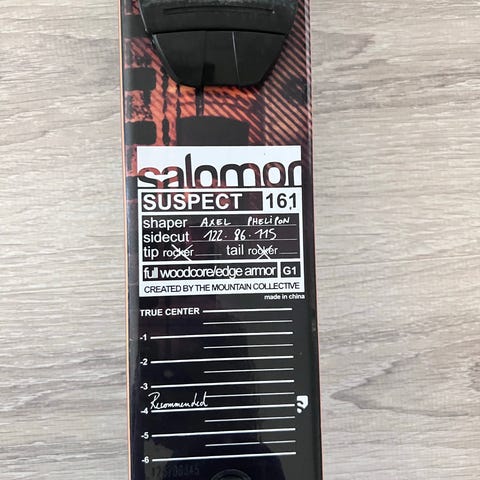 salomon
SUSPECT 161
shaper AXEL PHELIPON
sidecut 122. 86. 115
tip rocker tail rocker
full woodcore/edge armor G1
CREATED BY THE MOUNTAIN COLLECTIVE
made in china
TRUE CENTER
-1
-2
-3
Recommended
-4
-5
-6